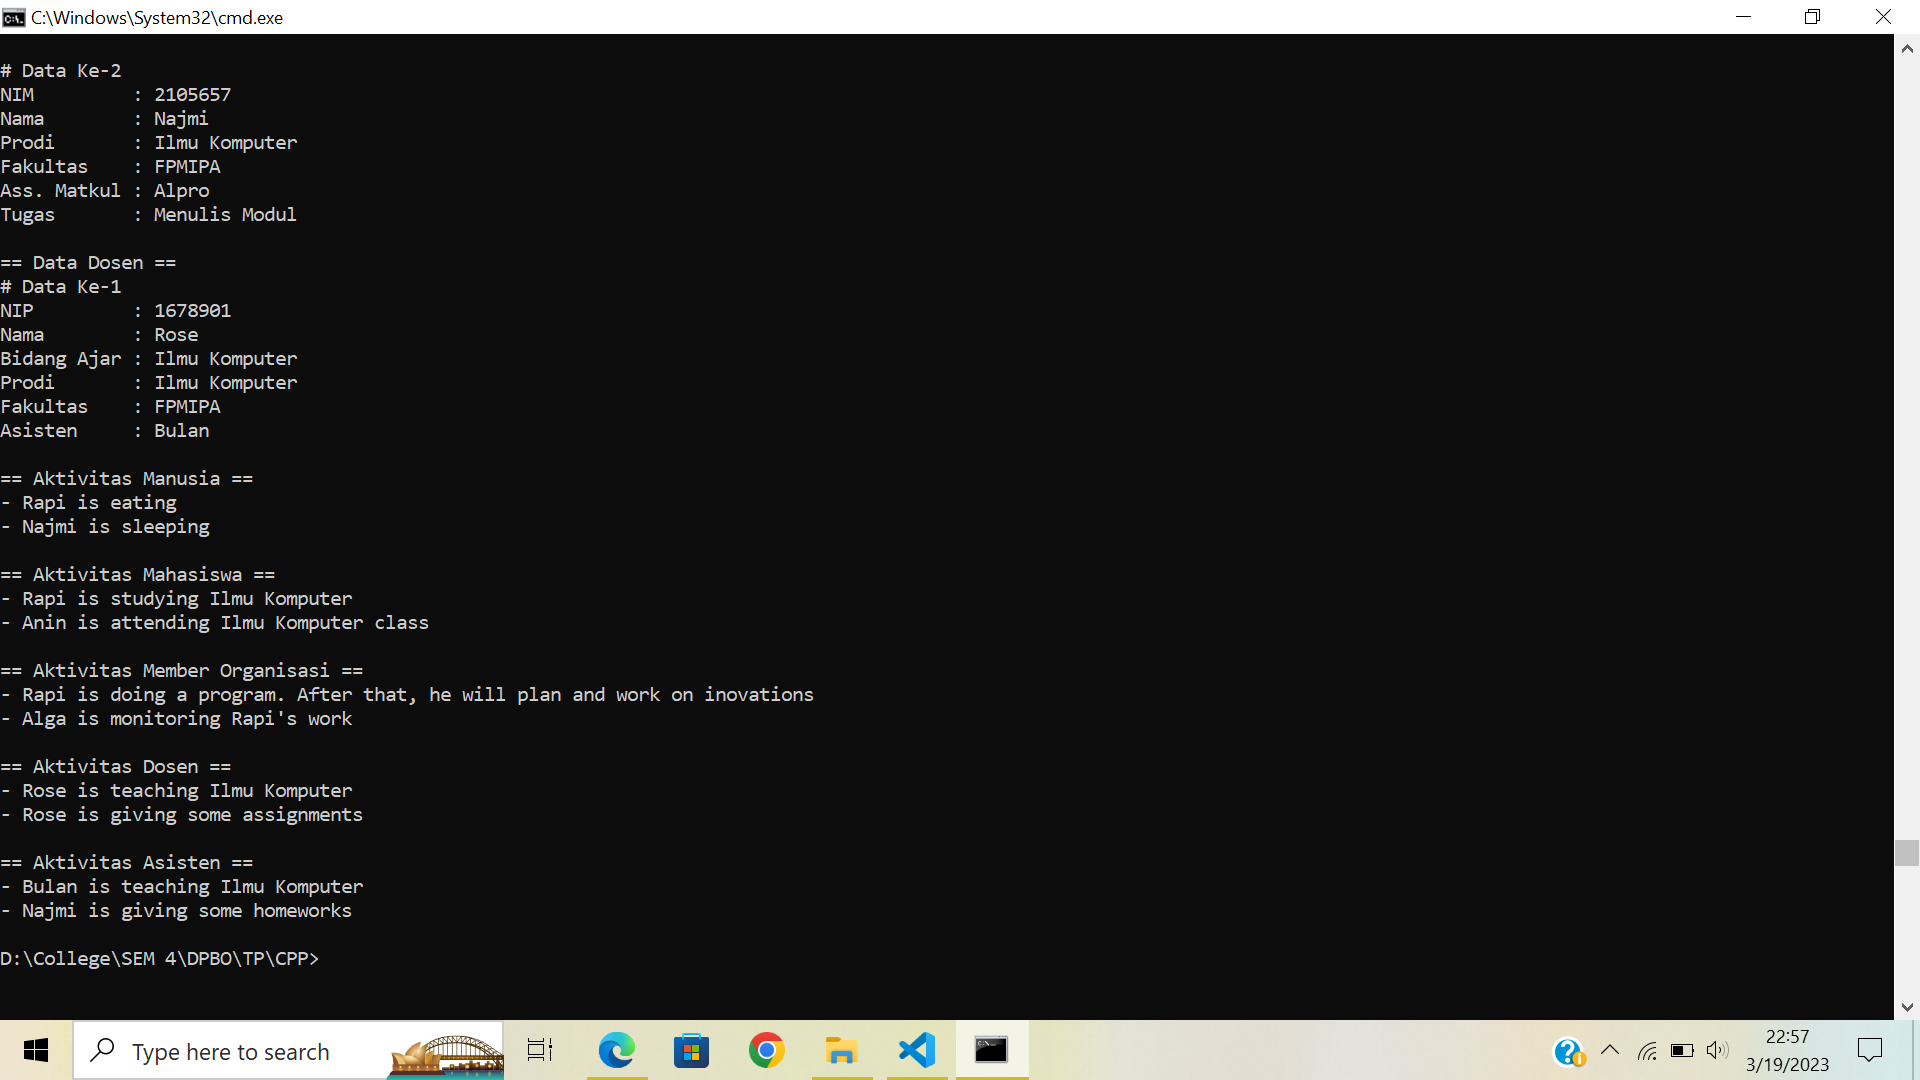 C:\Windows\System32\cmd.exe
# Data Ke-2
NIM         : 2105657
Nama        : Najmi
Prodi       : Ilmu Komputer
Fakultas    : FPMIPA
Ass. Matkul : Alpro
Tugas       : Menulis Modul
== Data Dosen ==
# Data Ke-1
NIP         : 1678901
Nama        : Rose
Bidang Ajar : Ilmu Komputer
Prodi       : Ilmu Komputer
Fakultas    : FPMIPA
Asisten     : Bulan
== Aktivitas Manusia ==
- Rapi is eating
- Najmi is sleeping
== Aktivitas Mahasiswa ==
- Rapi is studying Ilmu Komputer
- Anin is attending Ilmu Komputer class
== Aktivitas Member Organisasi ==
- Rapi is doing a program. After that, he will plan and work on inovations
- Alga is monitoring Rapi's work
== Aktivitas Dosen ==
- Rose is teaching Ilmu Komputer
- Rose is giving some assignments
== Aktivitas Asisten ==
- Bulan is teaching Ilmu Komputer
- Najmi is giving some homeworks
D:\College\SEM 4\DPBO\TP\CPP>
Type here to search
22:57
3/19/2023